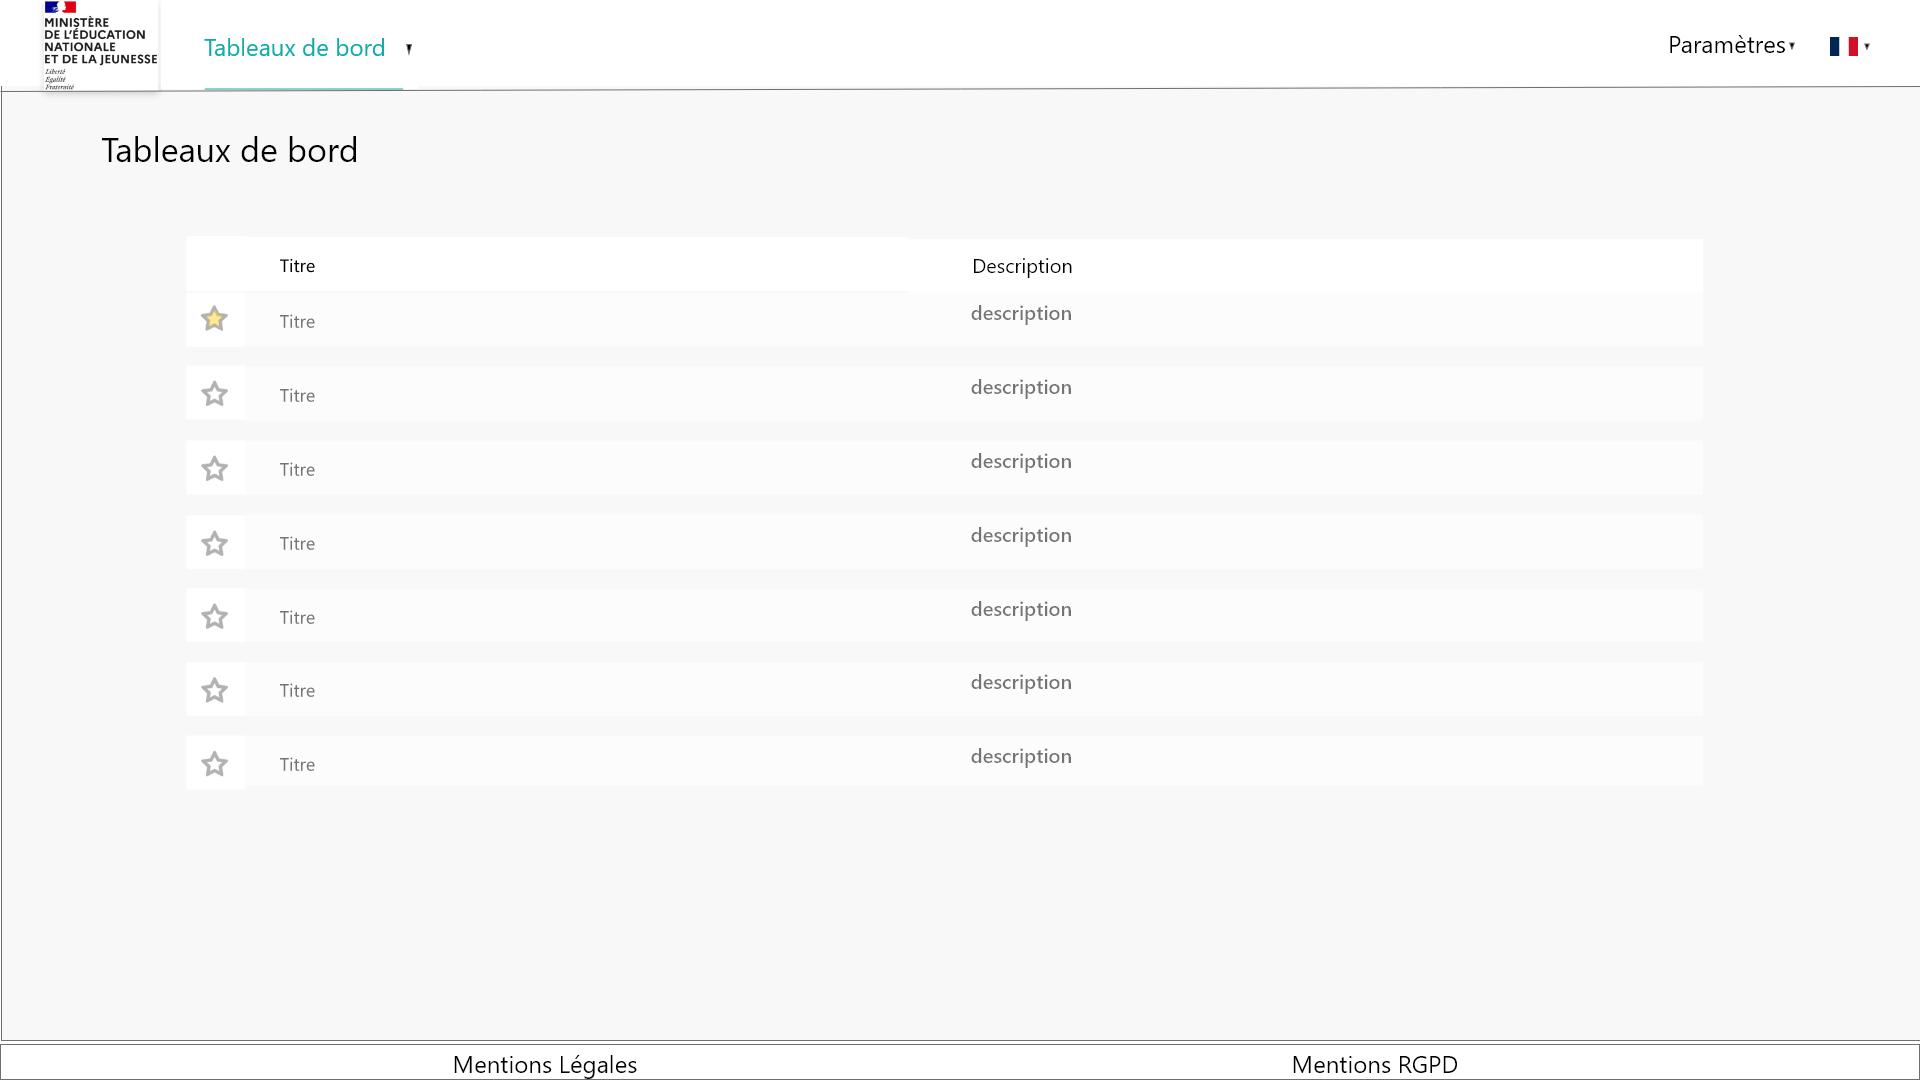 MINISTÈRE
DE L'ÉDUCATION
NATIONALE
ET DE LA JEUNESSE
Liberté
Égalité
Fraternité
Tableaux de bord
Paramètres
Tableaux de bord
Titre Description
Titre description
Titre description
Titre description
Titre description
Titre description
Titre description
Titre description
Mentions Légales Mentions RGPD